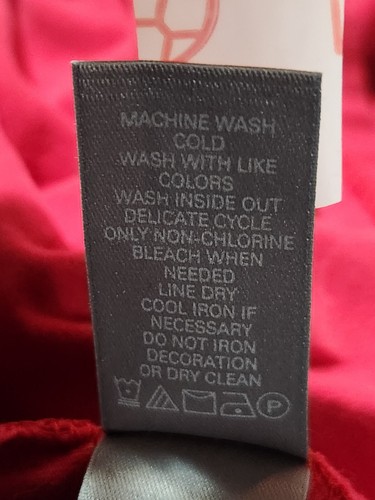 MACHINE WASH
COLD
WASH WITH LIKE
COLORS
WASH INSIDE OUT
DELICATE CYCLE
ONLY NON-CHLORINE
BLEACH WHEN
NEEDED
LINE DRY
COOL IRON IF
NECESSARY
DO NOT IRON
DECORATION
OR DRY CLEAN
P